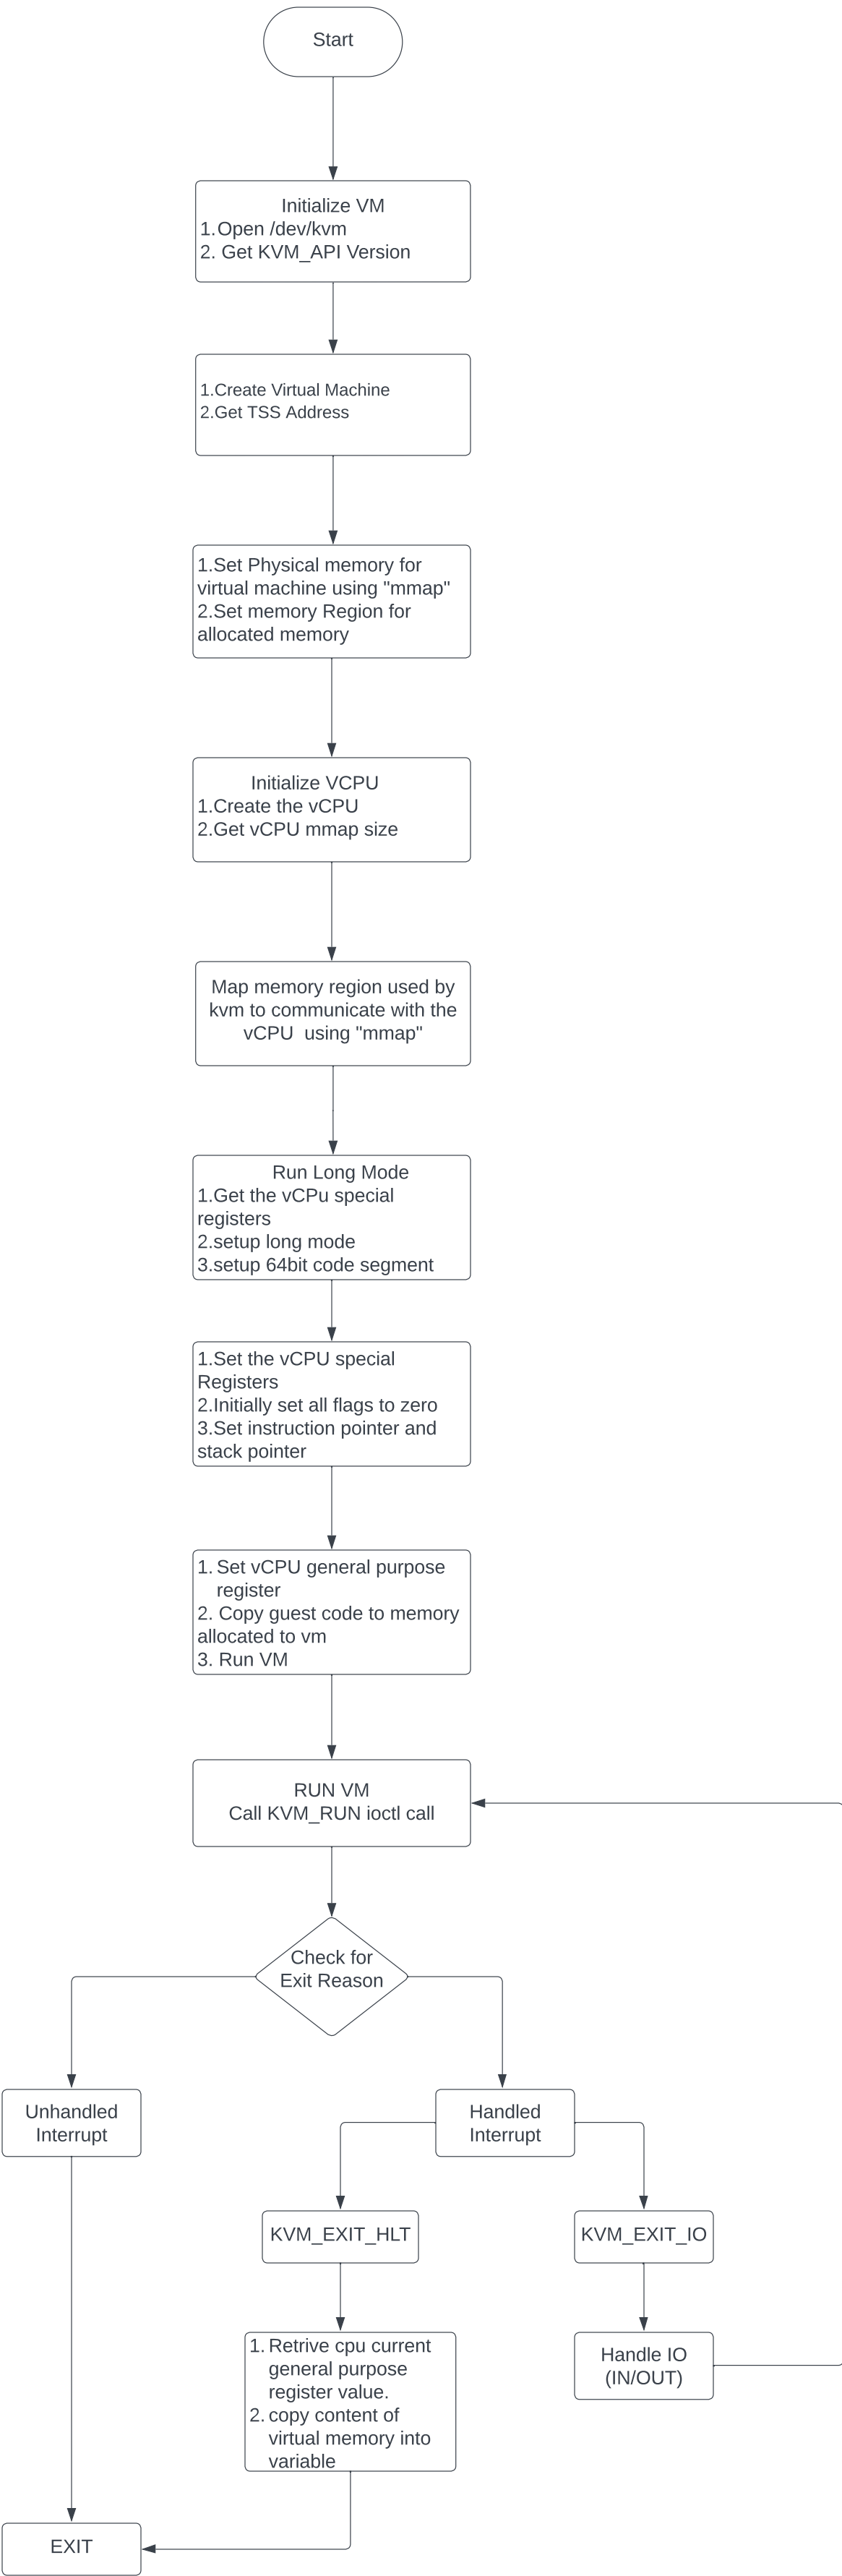 Start
Initialize VM
1.Open /dev/kvm
2. Get KVM_API Version
1.Create Virtual Machine
2.Get TSS Address
1.Set Physical memory for
virtual machine using "mmap"
2.Set memory Region for
allocated memory
Initialize VCPU
1.Create the vCPU
2.Get vCPU mmap size
Map memory region used by
kvm to communicate with the
vCPU using "mmap"
Run Long Mode
1.Get the vCPu special
registers
2.setup long mode
3.setup 64bit code segment
1.Set the vCPU special
Registers
2.Initially set all flags to zero
3.Set instruction pointer and
stack pointer
1. Set vCPU general purpose
register
2. Copy guest code to memory
allocated to vm
3. Run VM
RUN VM
Call KVM_RUN ioctl call
Check for
Exit Reason
Unhandled
Interrupt
Handled
Interrupt
KVM_EXIT_HLT
KVM_EXIT_IO
1. Retrive cpu current
general purpose
register value.
2. copy content of
virtual memory into
variable
Handle IO
(IN/OUT)
EXIT